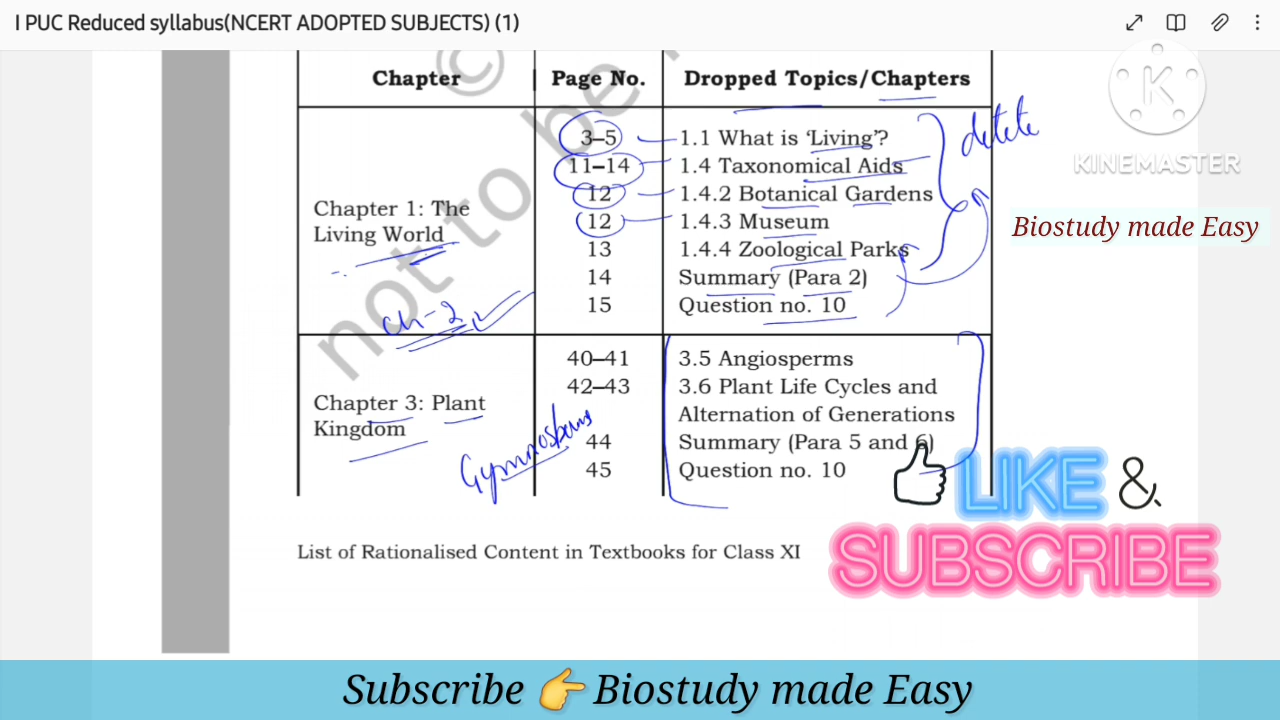 I PUC Reduced syllabus(NCERT ADOPTED SUBJECTS) (1)
Chapter Page No. Dropped Topics/Chapters
3–5 1.1 What is 'Living'?
11–14 1.4 Taxonomical Aids
12 1.4.2 Botanical Gardens
12 1.4.3 Museum
13 1.4.4 Zoological Parks
14 Summary (Para 2)
15 Question no. 10
Chapter 1: The
Living World
Ch-2
delete
K
KINEMASTER
Biostudy made Easy
40–41 3.5 Angiosperms
42–43 3.6 Plant Life Cycles and
Alternation of Generations
44 Summary (Para 5 and 6)
45 Question no. 10
Chapter 3: Plant
Kingdom
Gymnosperms
© not to be
LIKE &
SUBSCRIBE
List of Rationalised Content in Textbooks for Class XI
Subscribe 👉 Biostudy made Easy